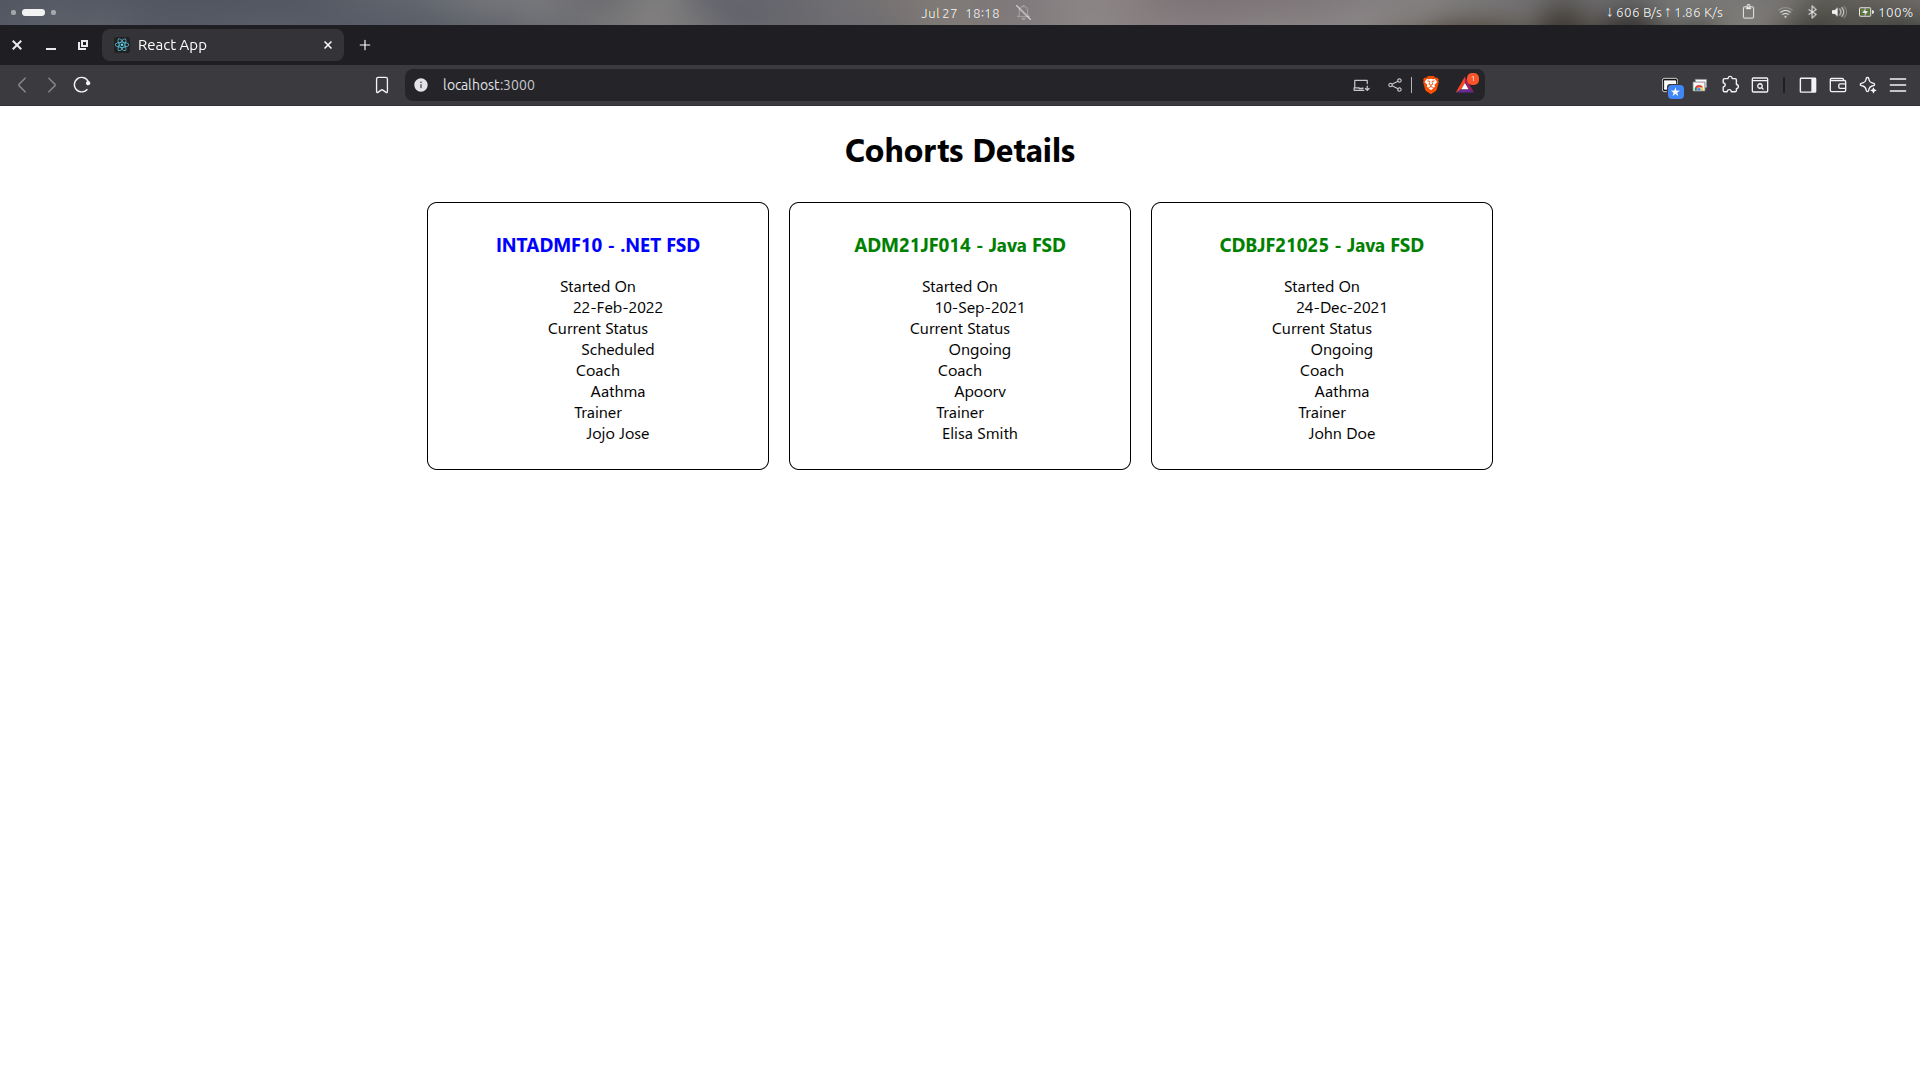 Jul 27 18:18
↓ 606 B/s ↑ 1.86 K/s
100%
React App
localhost:3000
1
Cohorts Details
INTADMF10 - .NET FSD
Started On
22-Feb-2022
Current Status
Scheduled
Coach
Aathma
Trainer
Jojo Jose
ADM21JF014 - Java FSD
Started On
10-Sep-2021
Current Status
Ongoing
Coach
Apoorv
Trainer
Elisa Smith
CDBJF21025 - Java FSD
Started On
24-Dec-2021
Current Status
Ongoing
Coach
Aathma
Trainer
John Doe